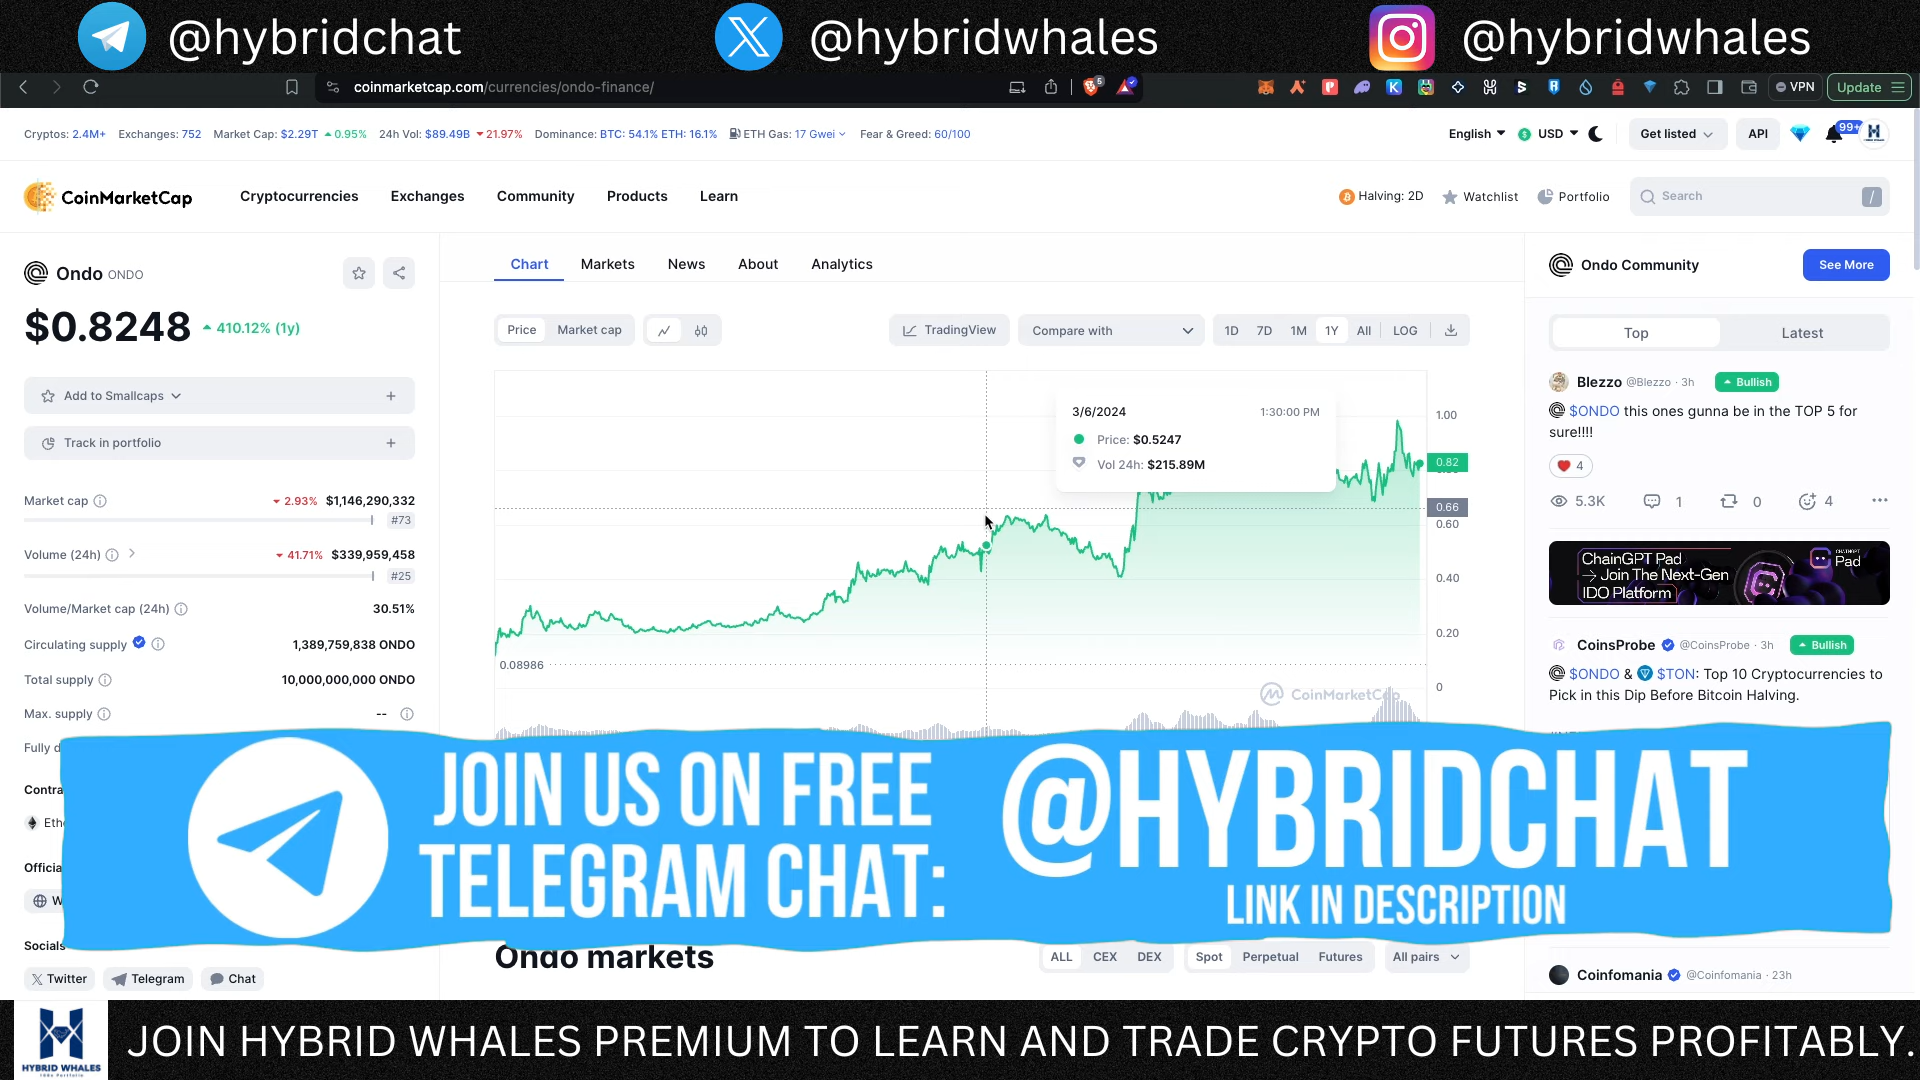 @hybridchat
@hybridwhales
@hybridwhales
coinmarketcap.com/currencies/ondo-finance/
5
VPN
Update
Cryptos: 2.4M+ Exchanges: 752 Market Cap: $2.29T 0.95% 24h Vol: $89.49B 21.97% Dominance: BTC: 54.1% ETH: 16.1% ETH Gas: 17 Gwei Fear & Greed: 60/100
English USD Get listed API 99+
CoinMarketCap
Cryptocurrencies Exchanges Community Products Learn
Halving: 2D Watchlist Portfolio Search /
Ondo ONDO
$0.8248 410.12% (1y)
Add to Smallcaps +
Track in portfolio +
Market cap 2.93% $1,146,290,332
#73
Volume (24h) 41.71% $339,959,458
#25
Volume/Market cap (24h) 30.51%
Circulating supply 1,389,759,838 ONDO
Total supply 10,000,000,000 ONDO
Max. supply --
Fully d
Contra
Eth
Officia
W
Socials
Twitter Telegram Chat
Chart Markets News About Analytics
Price Market cap TradingView Compare with 1D 7D 1M 1Y All LOG
3/6/2024 1:30:00 PM
Price: $0.5247
Vol 24h: $215.89M
1.00
0.82
0.66
0.60
0.40
0.20
0
0.08986
CoinMarketCap
Ondo markets
ALL CEX DEX Spot Perpetual Futures All pairs
Ondo Community See More
Top Latest
Blezzo @Blezzo · 3h Bullish
$ONDO this ones gunna be in the TOP 5 for
sure!!!!
4
5.3K 1 0 4
ChainGPT Pad
→ Join The Next-Gen
IDO Platform
CHAINGPT
Pad
CoinsProbe @CoinsProbe · 3h Bullish
$ONDO & $TON: Top 10 Cryptocurrencies to
Pick in this Dip Before Bitcoin Halving.
Coinfomania @Coinfomania · 23h
JOIN US ON FREE
TELEGRAM CHAT:
@HYBRIDCHAT
LINK IN DESCRIPTION
HYBRID WHALES
JOIN HYBRID WHALES PREMIUM TO LEARN AND TRADE CRYPTO FUTURES PROFITABLY.